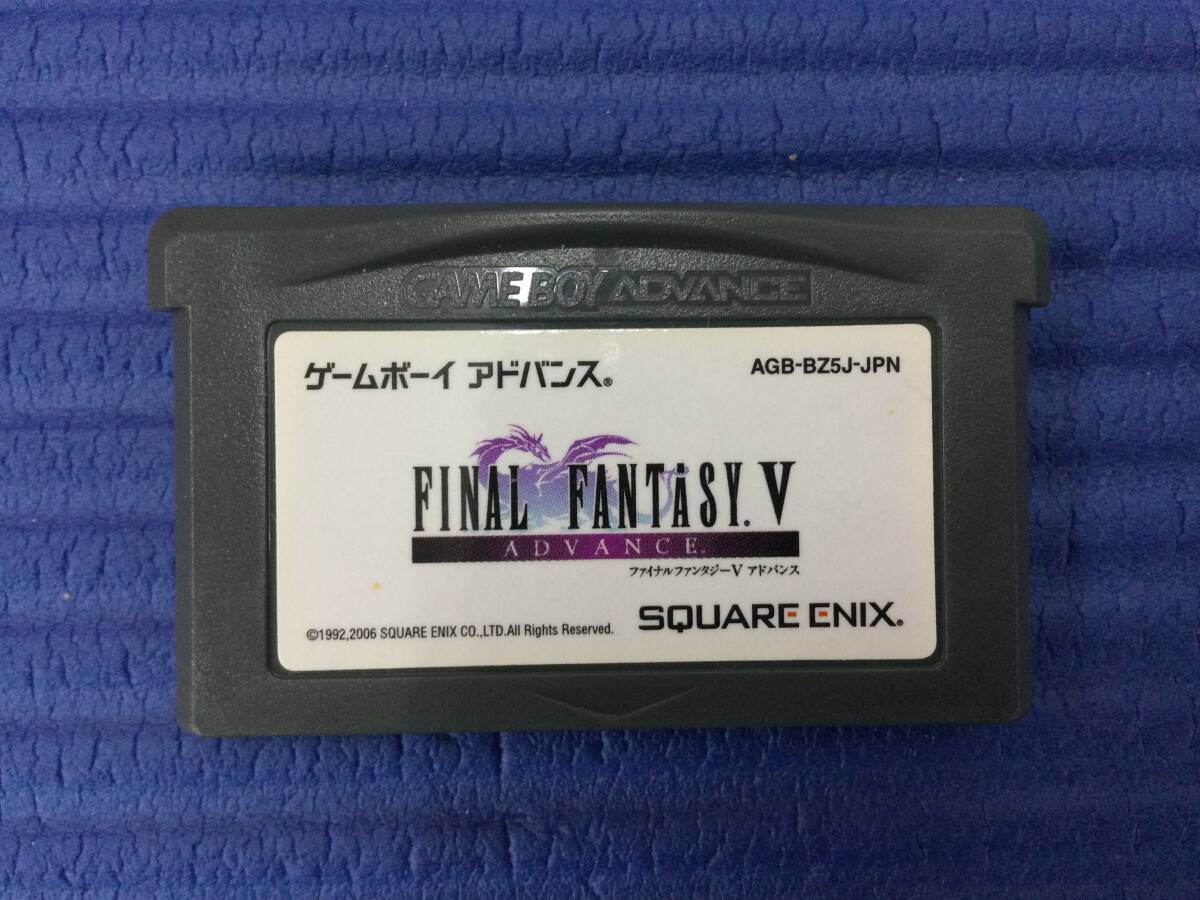 GAME BOY ADVANCE
ゲームボーイ アドバンス®
AGB-BZ5J-JPN
FINAL FANTASY. V
ADVANCE.
ファイナルファンタジーV アドバンス
©1992,2006 SQUARE ENIX CO.,LTD.All Rights Reserved.
SQUARE ENIX®